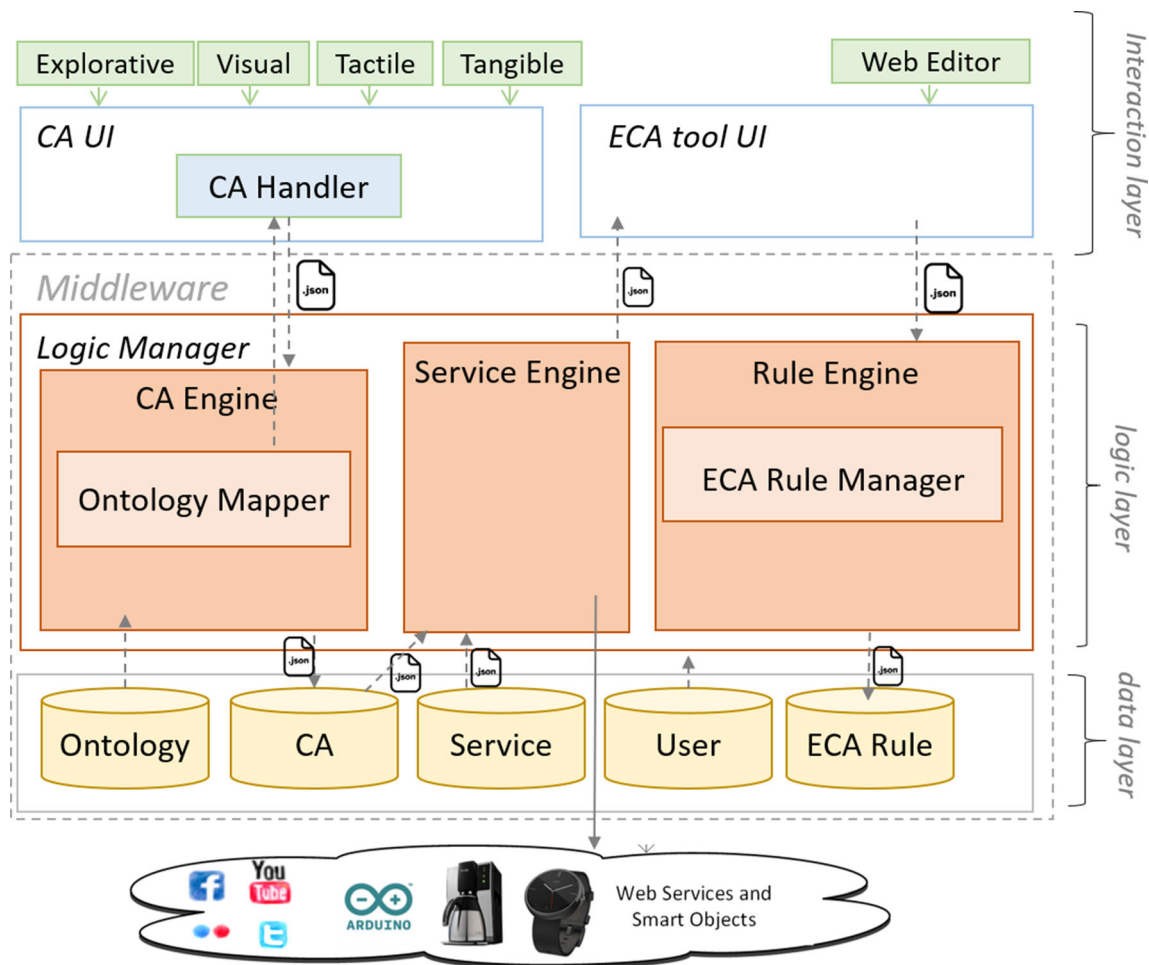 Explorative
Visual
Tactile
Tangible
Web Editor
CA UI
ECA tool UI
CA Handler
Interaction layer
Middleware
.json
.json
.json
Logic Manager
CA Engine
Service Engine
Rule Engine
Ontology Mapper
ECA Rule Manager
logic layer
.json
.json
.json
.json
Ontology
CA
Service
User
ECA Rule
data layer
f
You
Tube
t
ARDUINO
Web Services and
Smart Objects